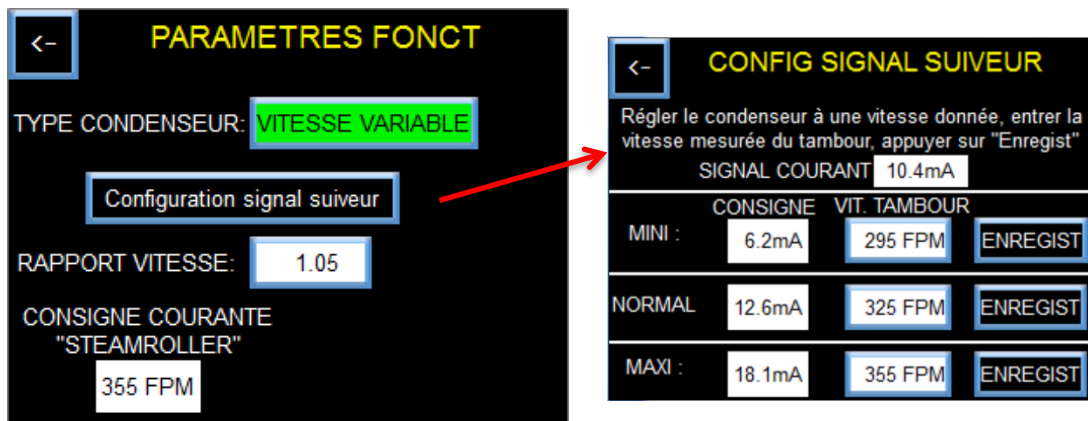 <- PARAMETRES FONCT
TYPE CONDENSEUR: VITESSE VARIABLE
Configuration signal suiveur
RAPPORT VITESSE: 1.05
CONSIGNE COURANTE
"STEAMROLLER"
355 FPM
<- CONFIG SIGNAL SUIVEUR
Régler le condenseur à une vitesse donnée, entrer la
vitesse mesurée du tambour, appuyer sur "Enregist"
SIGNAL COURANT 10.4mA
CONSIGNE VIT. TAMBOUR
MINI : 6.2mA 295 FPM ENREGIST
NORMAL 12.6mA 325 FPM ENREGIST
MAXI : 18.1mA 355 FPM ENREGIST